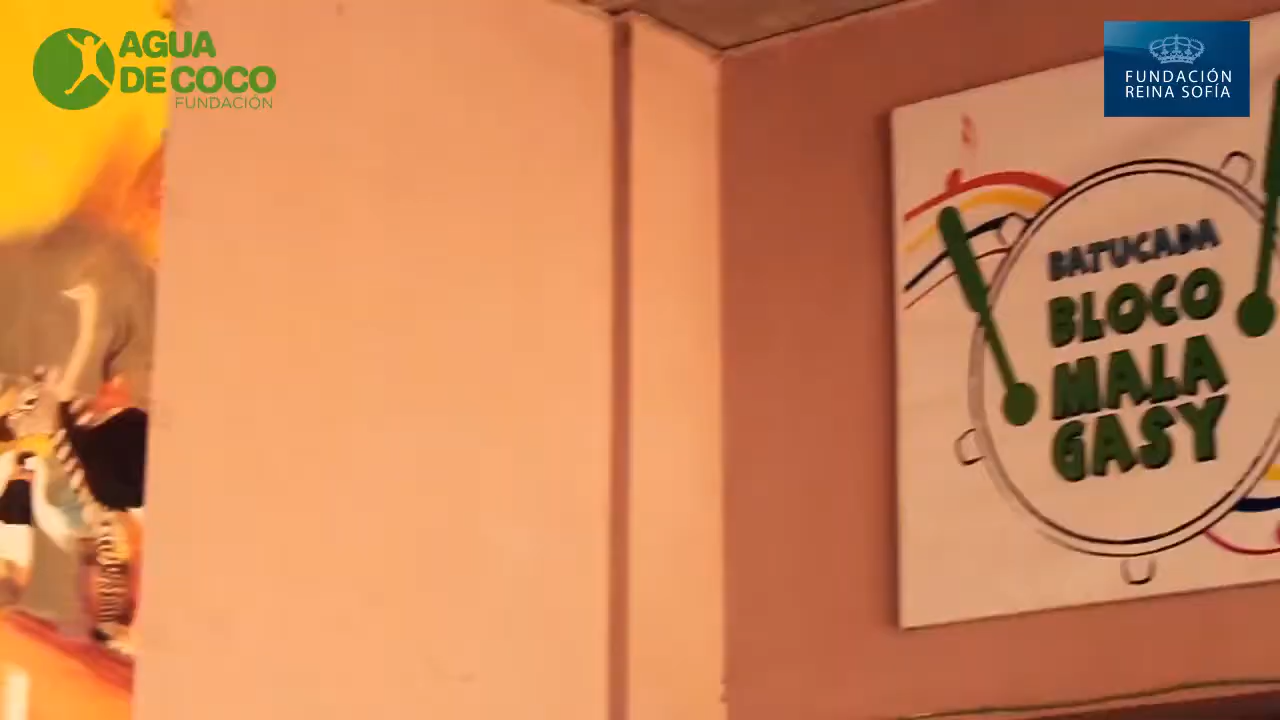 AGUA
DE COCO
FUNDACIÓN
FUNDACIÓN
REINA SOFÍA
BATUCADA
BLOCO
MALA
GASY